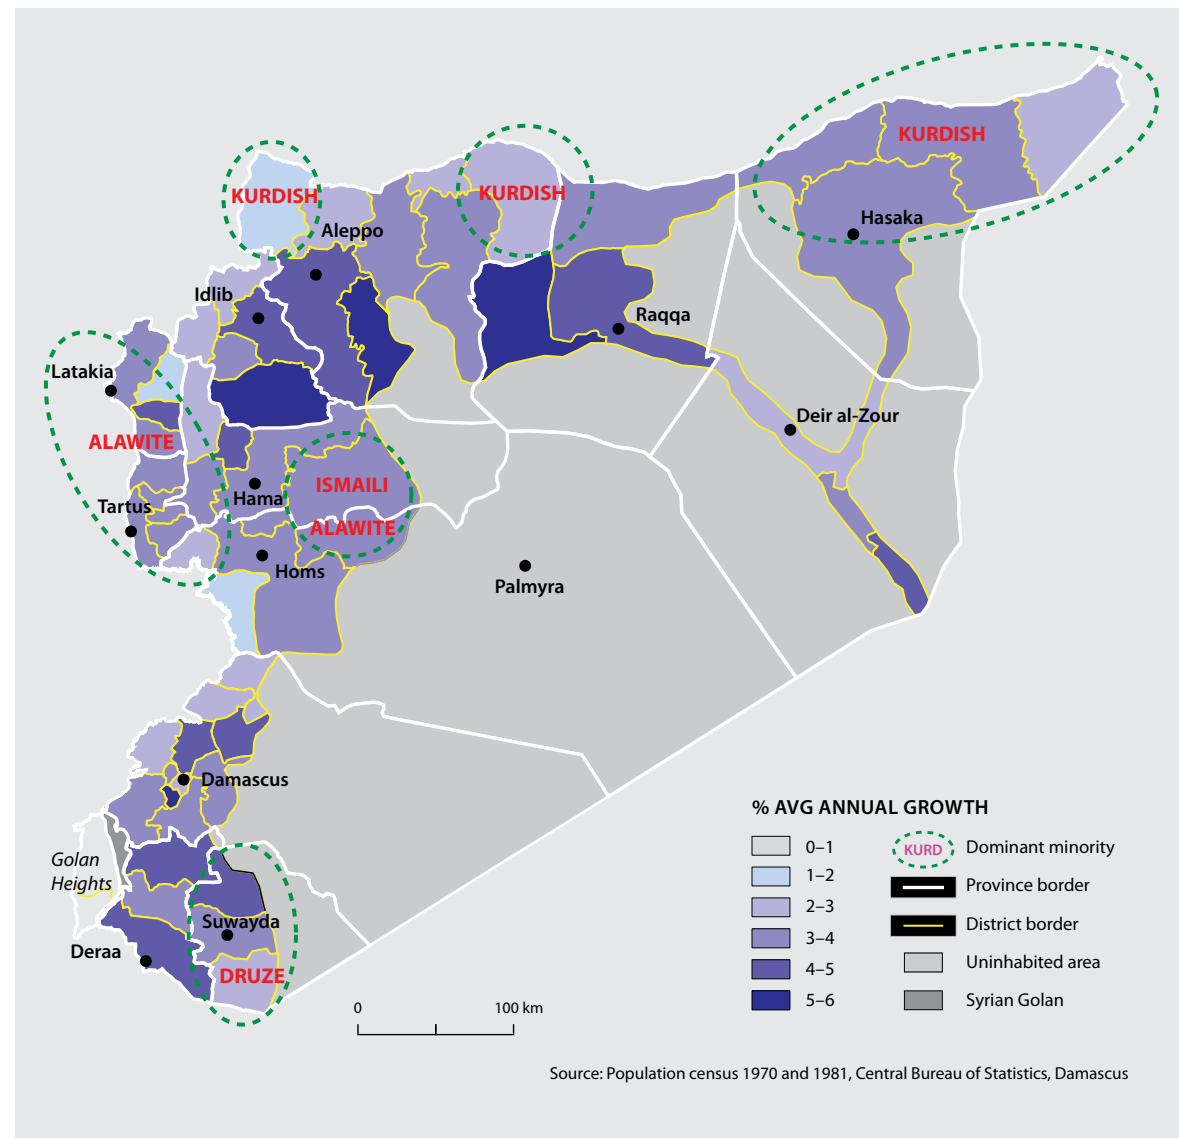 KURDISH
KURDISH
KURDISH
Aleppo
Hasaka
Idlib
Raqqa
Latakia
Deir al-Zour
ALAWITE
ISMAILI
Hama
Tartus
ALAWITE
Homs
Palmyra
Damascus
Golan
Heights
Suwayda
Deraa
DRUZE
0
100 km
% AVG ANNUAL GROWTH
0–1
1–2
2–3
3–4
4–5
5–6
KURD
Dominant minority
Province border
District border
Uninhabited area
Syrian Golan
Source: Population census 1970 and 1981, Central Bureau of Statistics, Damascus